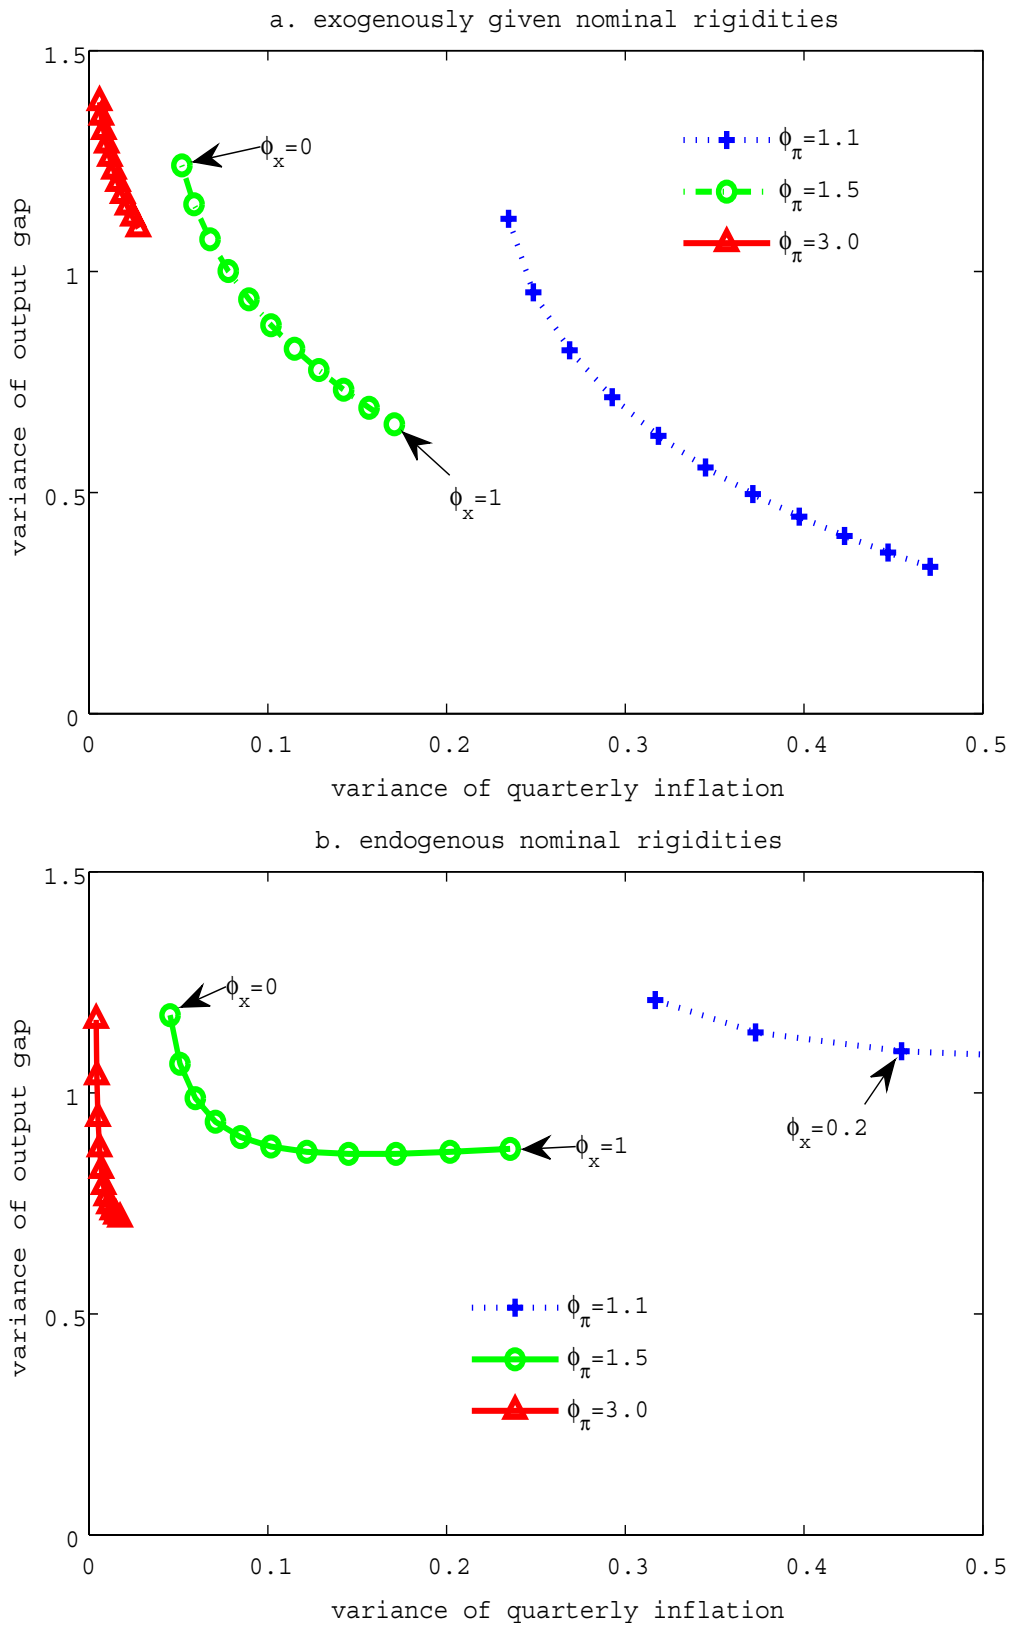 a. exogenously given nominal rigidities
1.5
1
0.5
0
variance of output gap
ϕx=0
ϕx=1
ϕπ=1.1
ϕπ=1.5
ϕπ=3.0
0 0.1 0.2 0.3 0.4 0.5
variance of quarterly inflation
b. endogenous nominal rigidities
1.5
1
0.5
0
variance of output gap
ϕx=0
ϕx=0.2
ϕx=1
ϕπ=1.1
ϕπ=1.5
ϕπ=3.0
0 0.1 0.2 0.3 0.4 0.5
variance of quarterly inflation